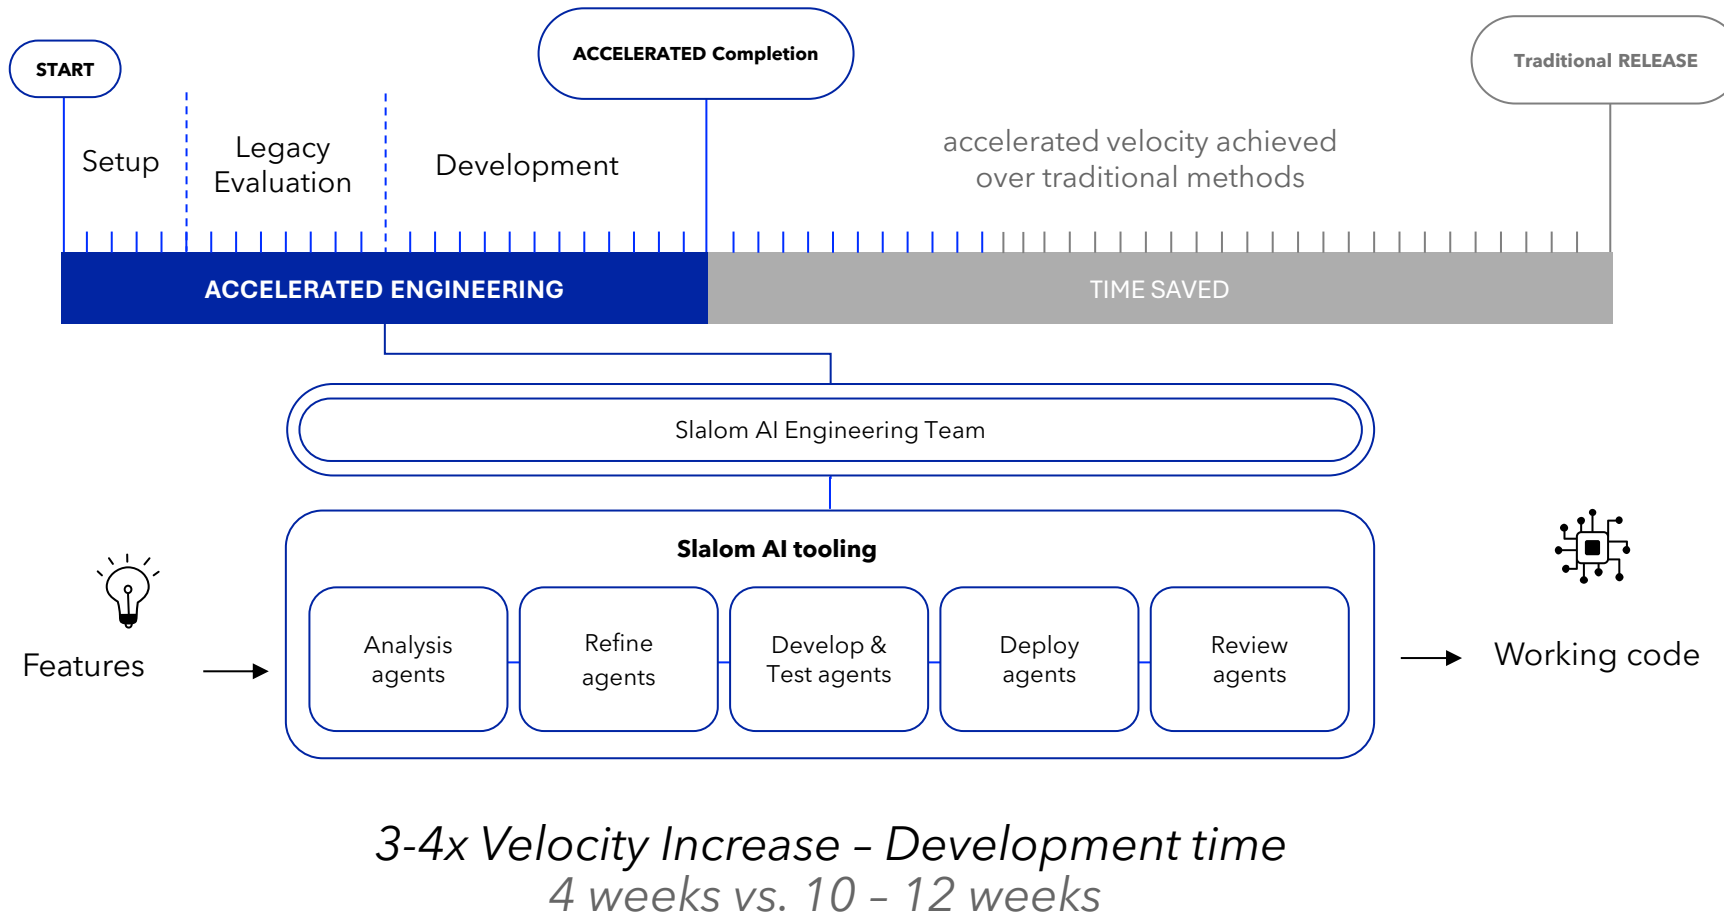 START
ACCELERATED Completion
Traditional RELEASE
Setup
Legacy
Evaluation
Development
accelerated velocity achieved
over traditional methods
ACCELERATED ENGINEERING
TIME SAVED
Slalom AI Engineering Team
Slalom AI tooling
Features
Analysis
agents
Refine
agents
Develop &
Test agents
Deploy
agents
Review
agents
Working code
3-4x Velocity Increase – Development time
4 weeks vs. 10 – 12 weeks